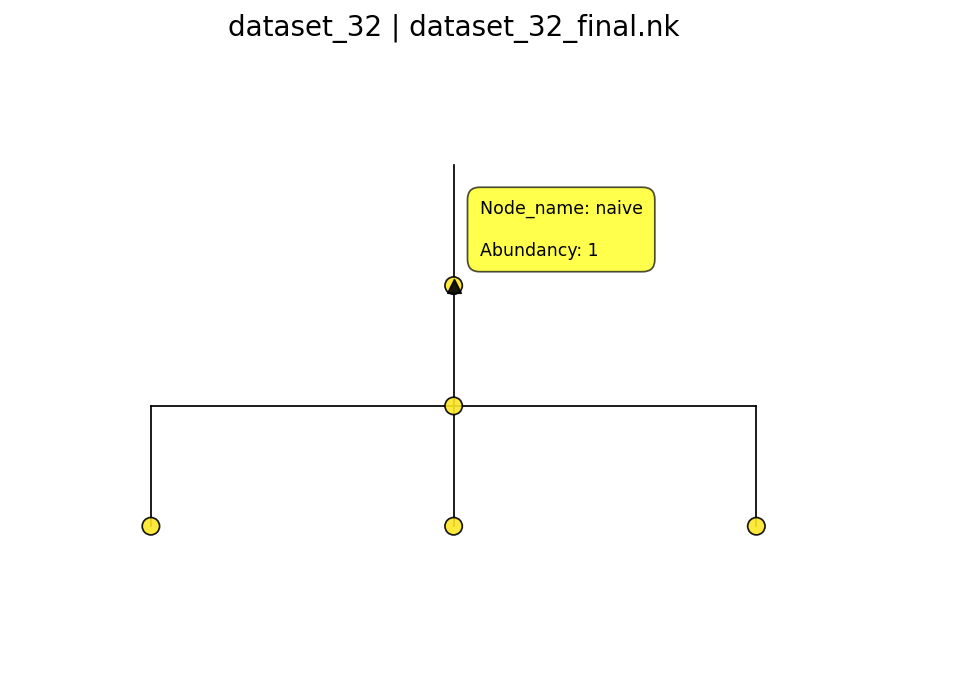 dataset_32 | dataset_32_final.nk
Node_name: naive
Abundancy: 1